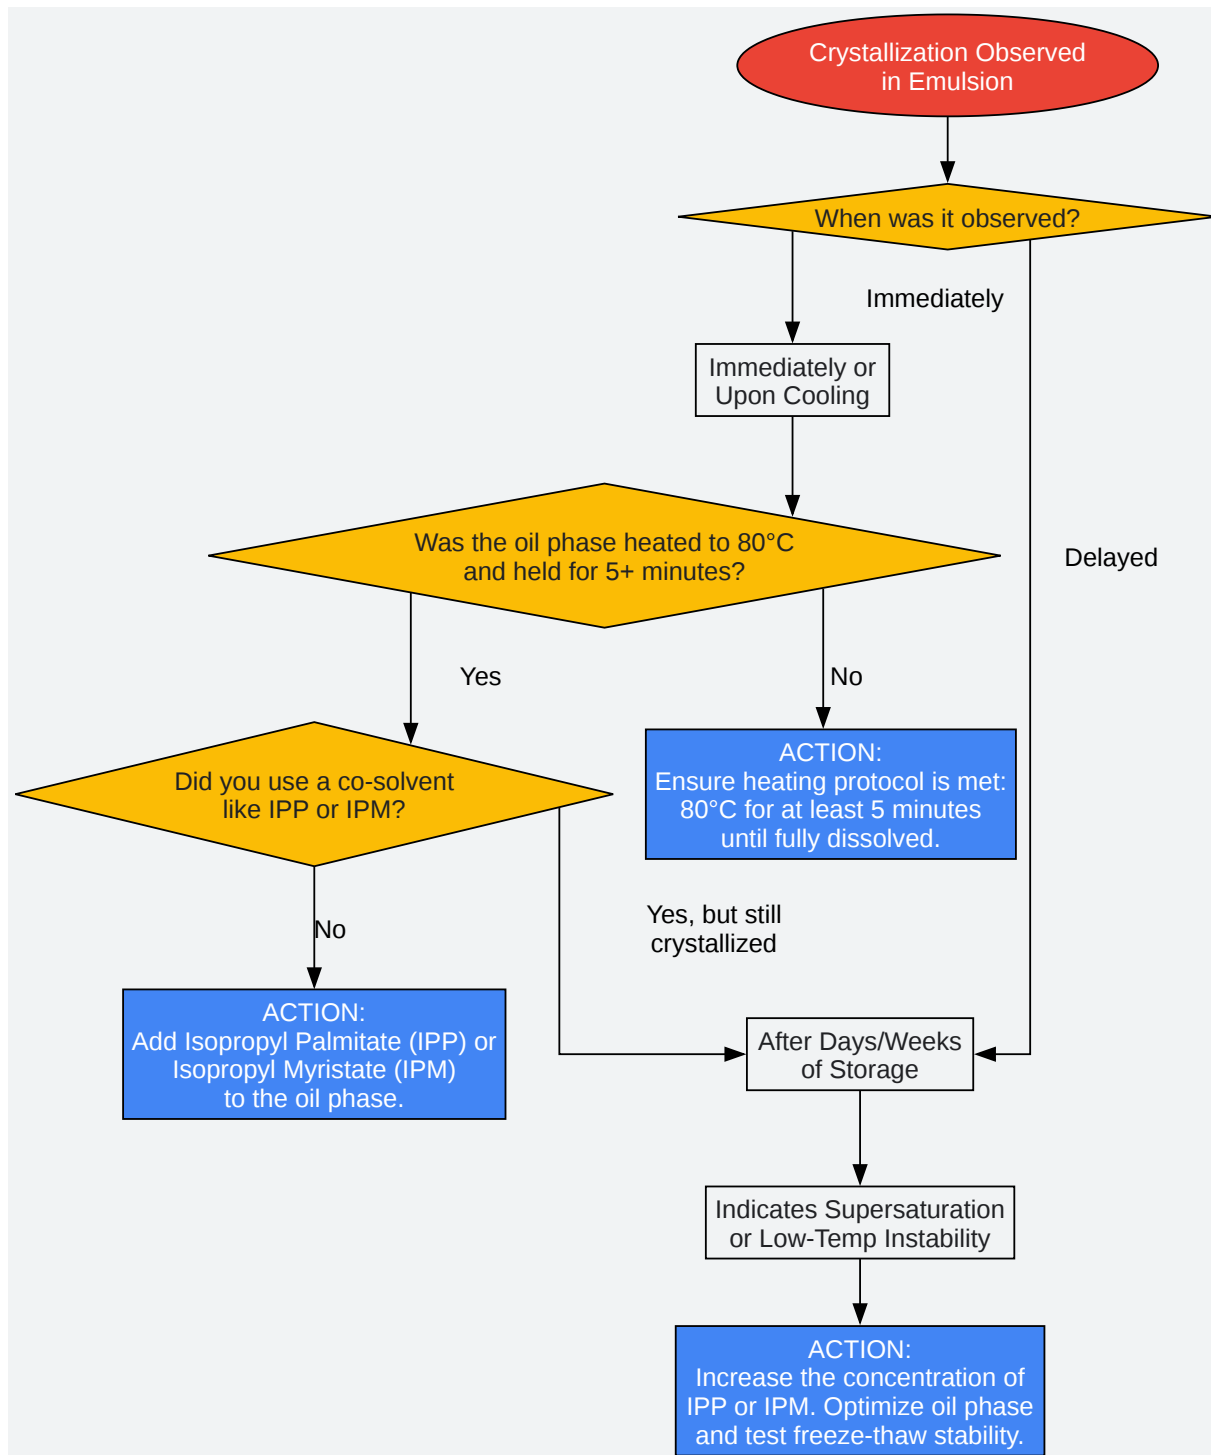 Crystallization Observed
in Emulsion
When was it observed?
Immediately
Immediately or
Upon Cooling
Was the oil phase heated to 80°C
and held for 5+ minutes?
Delayed
Yes
No
Did you use a co-solvent
like IPP or IPM?
ACTION:
Ensure heating protocol is met:
80°C for at least 5 minutes
until fully dissolved.
No
Yes, but still
crystallized
ACTION:
Add Isopropyl Palmitate (IPP) or
Isopropyl Myristate (IPM)
to the oil phase.
After Days/Weeks
of Storage
Indicates Supersaturation
or Low-Temp Instability
ACTION:
Increase the concentration of
IPP or IPM. Optimize oil phase
and test freeze-thaw stability.